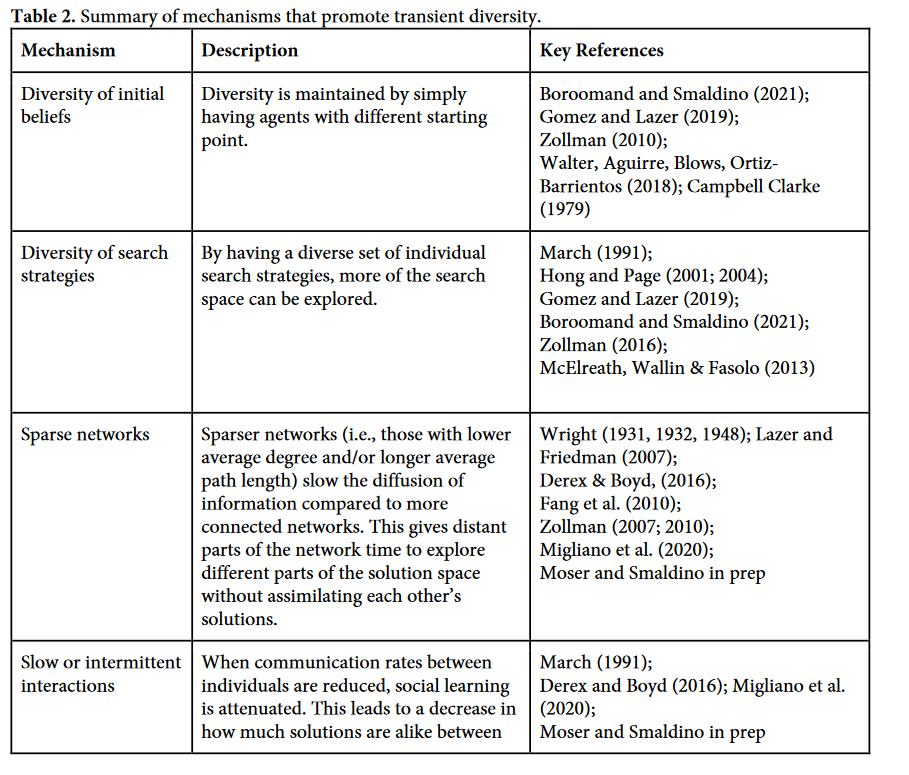 Table 2. Summary of mechanisms that promote transient diversity.
Mechanism
Description
Key References
Diversity of initial
beliefs
Diversity is maintained by simply
having agents with different starting
point.
Boroomand and Smaldino (2021);
Gomez and Lazer (2019);
Zollman (2010);
Walter, Aguirre, Blows, Ortiz-
Barrientos (2018); Campbell Clarke
(1979)
Diversity of search
strategies
By having a diverse set of individual
search strategies, more of the search
space can be explored.
March (1991);
Hong and Page (2001; 2004);
Gomez and Lazer (2019);
Boroomand and Smaldino (2021);
Zollman (2016);
McElreath, Wallin & Fasolo (2013)
Sparse networks
Sparser networks (i.e., those with lower
average degree and/or longer average
path length) slow the diffusion of
information compared to more
connected networks. This gives distant
parts of the network time to explore
different parts of the solution space
without assimilating each other’s
solutions.
Wright (1931, 1932, 1948); Lazer and
Friedman (2007);
Derex & Boyd, (2016);
Fang et al. (2010);
Zollman (2007; 2010);
Migliano et al. (2020);
Moser and Smaldino in prep
Slow or intermittent
interactions
When communication rates between
individuals are reduced, social learning
is attenuated. This leads to a decrease in
how much solutions are alike between
March (1991);
Derex and Boyd (2016); Migliano et al.
(2020);
Moser and Smaldino in prep